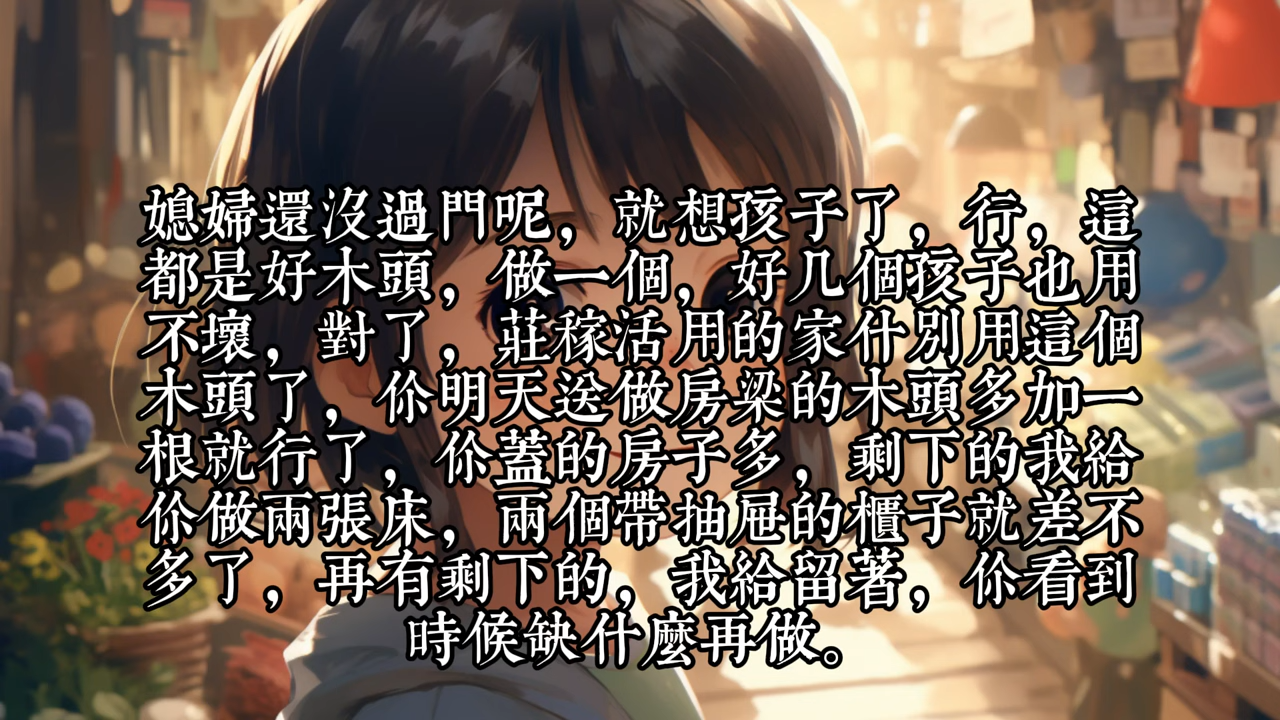 媳婦還沒過門呢，就想孩子了，行，這
都是好木頭，做一個，好几個孩子也用
不壞，對了，莊稼活用的家什別用這個
木頭了，你明天送做房梁的木頭多加一
根就行了，你蓋的房子多，剩下的我給
你做兩張床，兩個帶抽屜的櫃子就差不
多了，再有剩下的，我給留著，你看到
時候缺什麼再做。